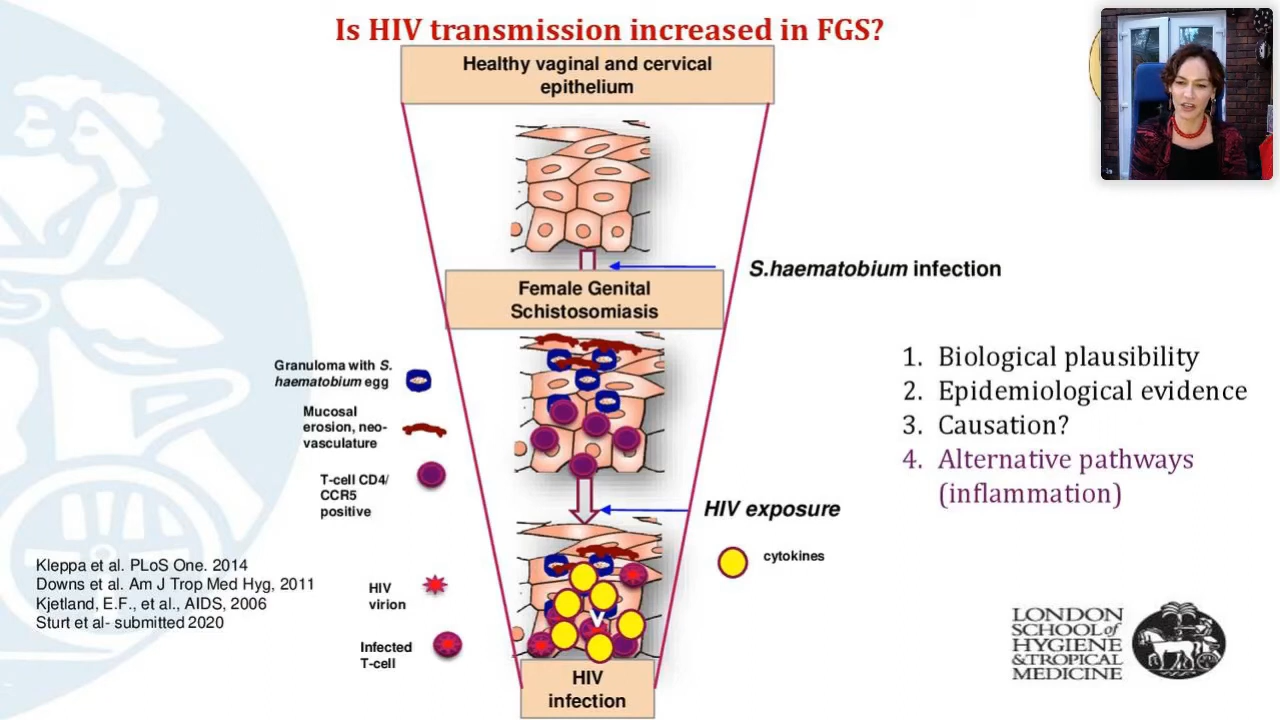 Is HIV transmission increased in FGS?
Healthy vaginal and cervical
epithelium
S.haematobium infection
Female Genital
Schistosomiasis
Granuloma with S.
haematobium egg
Mucosal
erosion, neo-
vasculature
T-cell CD4/
CCR5
positive
1. Biological plausibility
2. Epidemiological evidence
3. Causation?
4. Alternative pathways
(inflammation)
HIV exposure
cytokines
Kleppa et al. PLoS One. 2014
Downs et al. Am J Trop Med Hyg, 2011
Kjetland, E.F., et al., AIDS, 2006
Sturt et al- submitted 2020
HIV
virion
Infected
T-cell
HIV
infection
LONDON
SCHOOL of
HYGIENE
& TROPICAL
MEDICINE